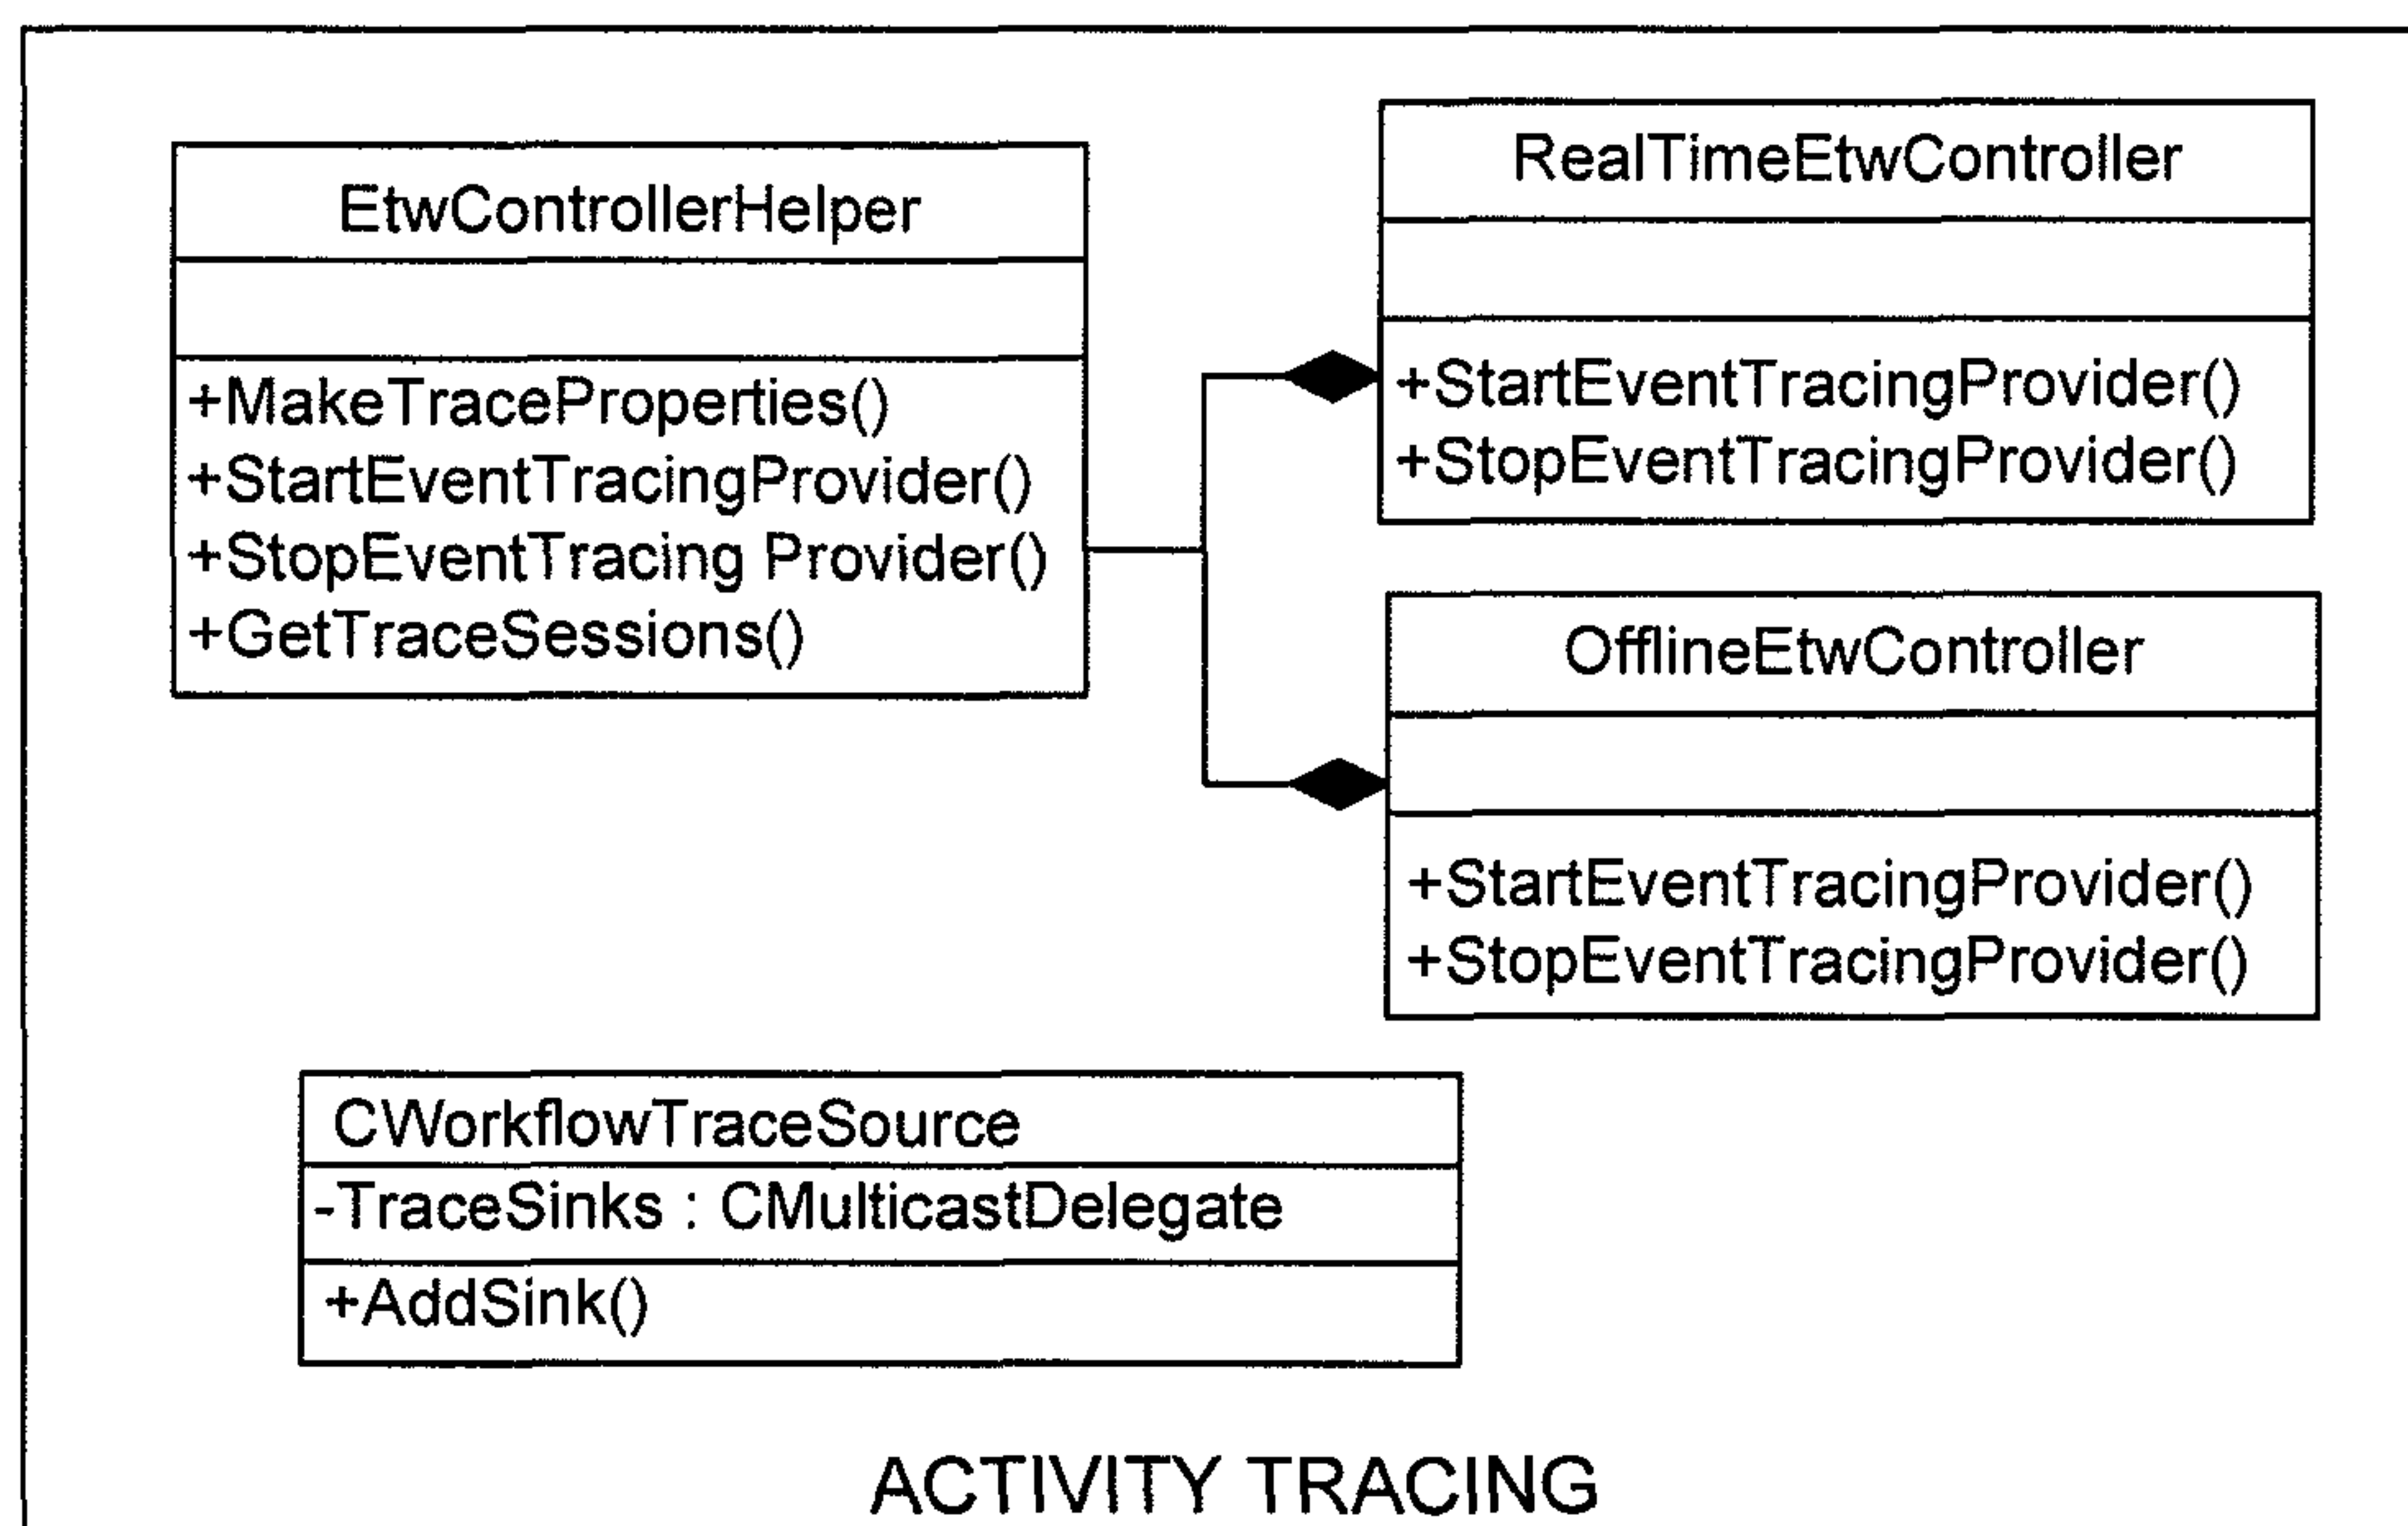 EtwControllerHelper
+MakeTraceProperties()
+StartEventTracingProvider()
+StopEventTracing Provider()
+GetTraceSessions()
RealTimeEtwController
+StartEventTracingProvider()
+StopEventTracingProvider()
OfflineEtwController
+StartEventTracingProvider()
+StopEventTracingProvider()
CWorkflowTraceSource
-TraceSinks : CMulticastDelegate
+AddSink()
ACTIVITY TRACING